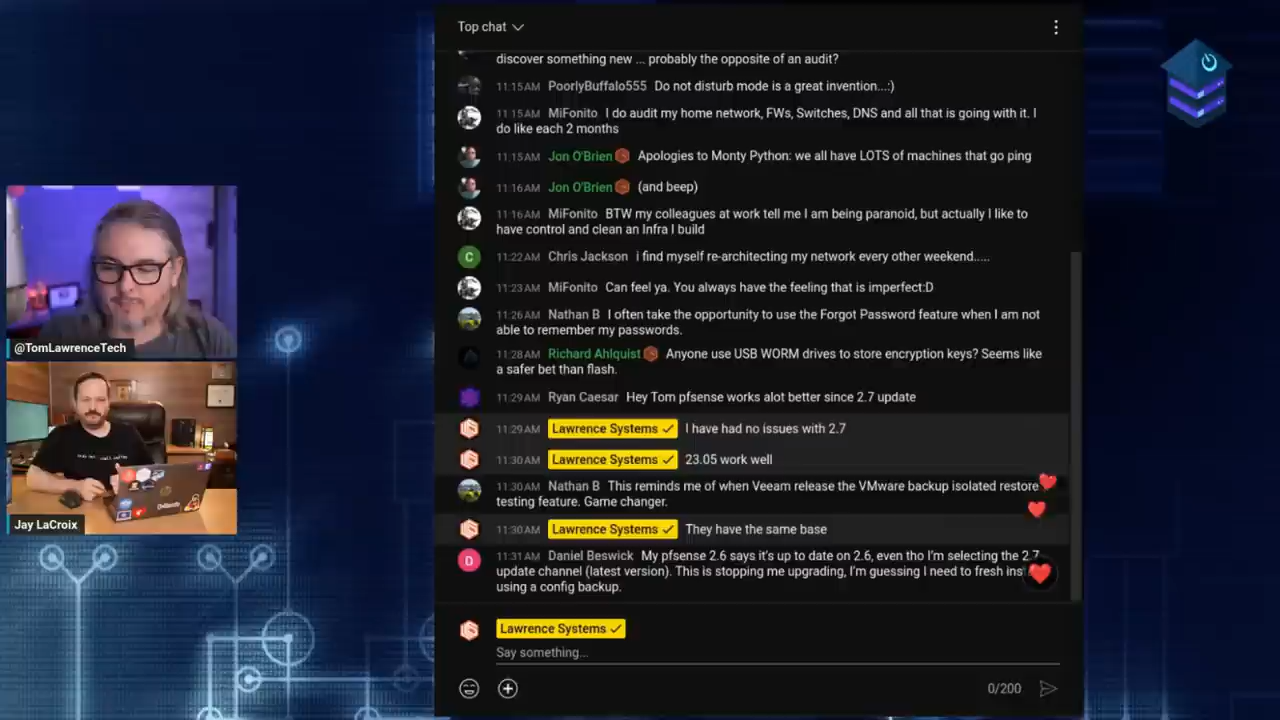 Top chat
discover something new ... probably the opposite of an audit?
11:15 AM PoorlyBuffalo555 Do not disturb mode is a great invention...:)
11:15 AM MiFonito I do audit my home network, FWs, Switches, DNS and all that is going with it. I
do like each 2 months
11:15 AM Jon O'Brien Apologies to Monty Python: we all have LOTS of machines that go ping
11:16 AM Jon O'Brien (and beep)
11:16 AM MiFonito BTW my colleagues at work tell me I am being paranoid, but actually I like to
have control and clean an Infra I build
C 11:22 AM Chris Jackson i find myself re-architecting my network every other weekend.....
11:23 AM MiFonito Can feel ya. You always have the feeling that is imperfect:D
11:26 AM Nathan B I often take the opportunity to use the Forgot Password feature when I am not
able to remember my passwords.
11:28 AM Richard Ahlquist Anyone use USB WORM drives to store encryption keys? Seems like
a safer bet than flash.
11:29 AM Ryan Caesar Hey Tom pfsense works alot better since 2.7 update
11:29 AM Lawrence Systems I have had no issues with 2.7
11:30 AM Lawrence Systems 23.05 work well
11:30 AM Nathan B This reminds me of when Veeam release the VMware backup isolated restore
testing feature. Game changer.
11:30 AM Lawrence Systems They have the same base
D 11:31 AM Daniel Beswick My pfsense 2.6 says it's up to date on 2.6, even tho I'm selecting the 2.7
update channel (latest version). This is stopping me upgrading, I'm guessing I need to fresh ins
using a config backup.
Lawrence Systems
Say something...
0/200
@TomLawrenceTech
Jay LaCroix